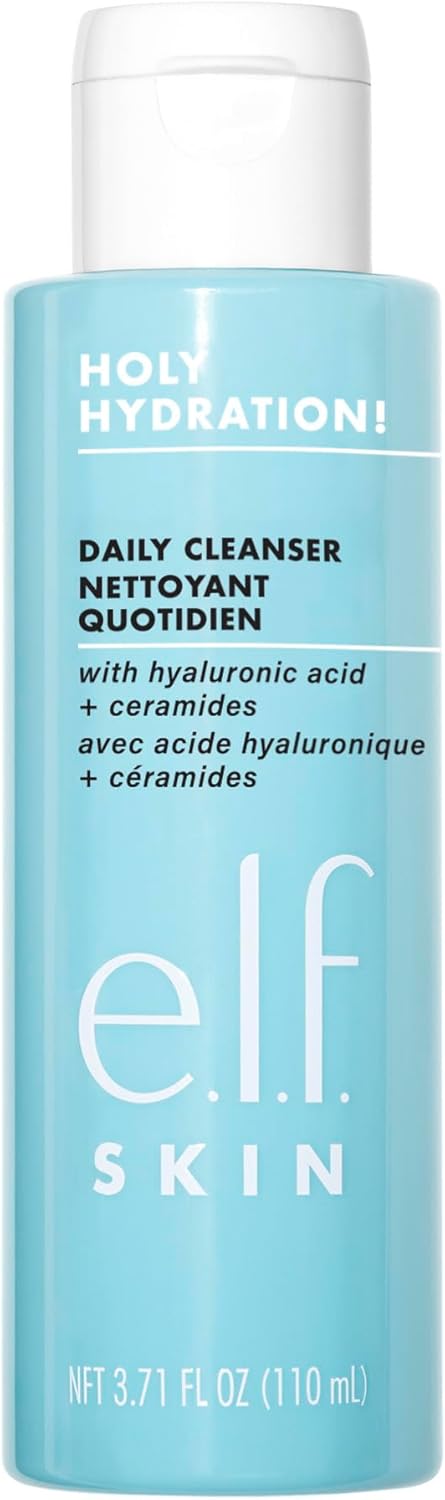 HOLY
HYDRATION!
DAILY CLEANSER
NETTOYANT
QUOTIDIEN
with hyaluronic acid
+ ceramides
avec acide hyaluronique
+ céramides
e.l.f.
SKIN
NFT 3.71 FL OZ (110 mL)